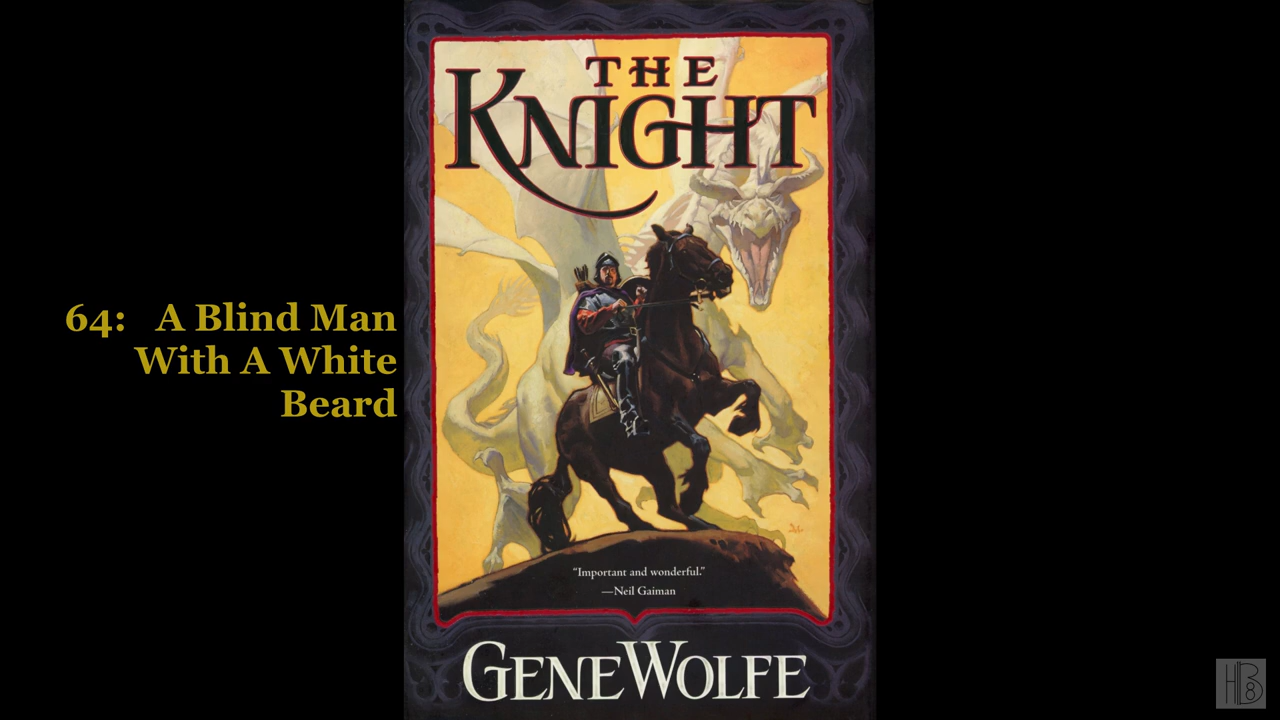 64: A Blind Man
With A White
Beard
THE
KNIGHT
"Important and wonderful."
—Neil Gaiman
GENE WOLFE